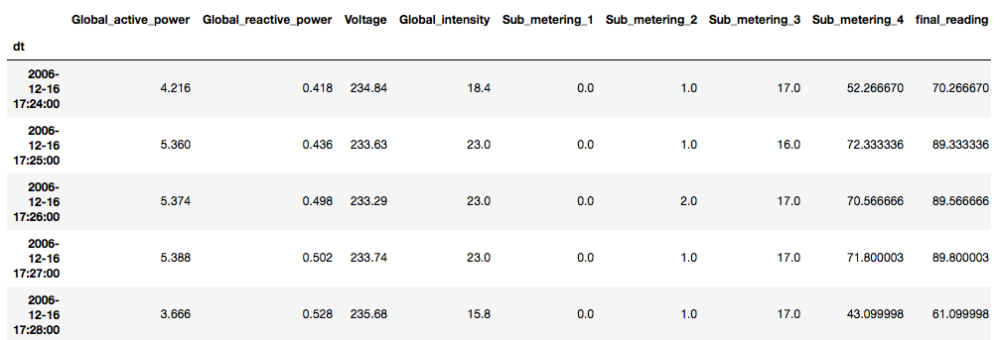 Global_active_power Global_reactive_power Voltage Global_intensity Sub_metering_1 Sub_metering_2 Sub_metering_3 Sub_metering_4 final_reading
dt
2006-
12-16 4.216 0.418 234.84 18.4 0.0 1.0 17.0 52.266670 70.266670
17:24:00
2006-
12-16 5.360 0.436 233.63 23.0 0.0 1.0 16.0 72.333336 89.333336
17:25:00
2006-
12-16 5.374 0.498 233.29 23.0 0.0 2.0 17.0 70.566666 89.566666
17:26:00
2006-
12-16 5.388 0.502 233.74 23.0 0.0 1.0 17.0 71.800003 89.800003
17:27:00
2006-
12-16 3.666 0.528 235.68 15.8 0.0 1.0 17.0 43.099998 61.099998
17:28:00